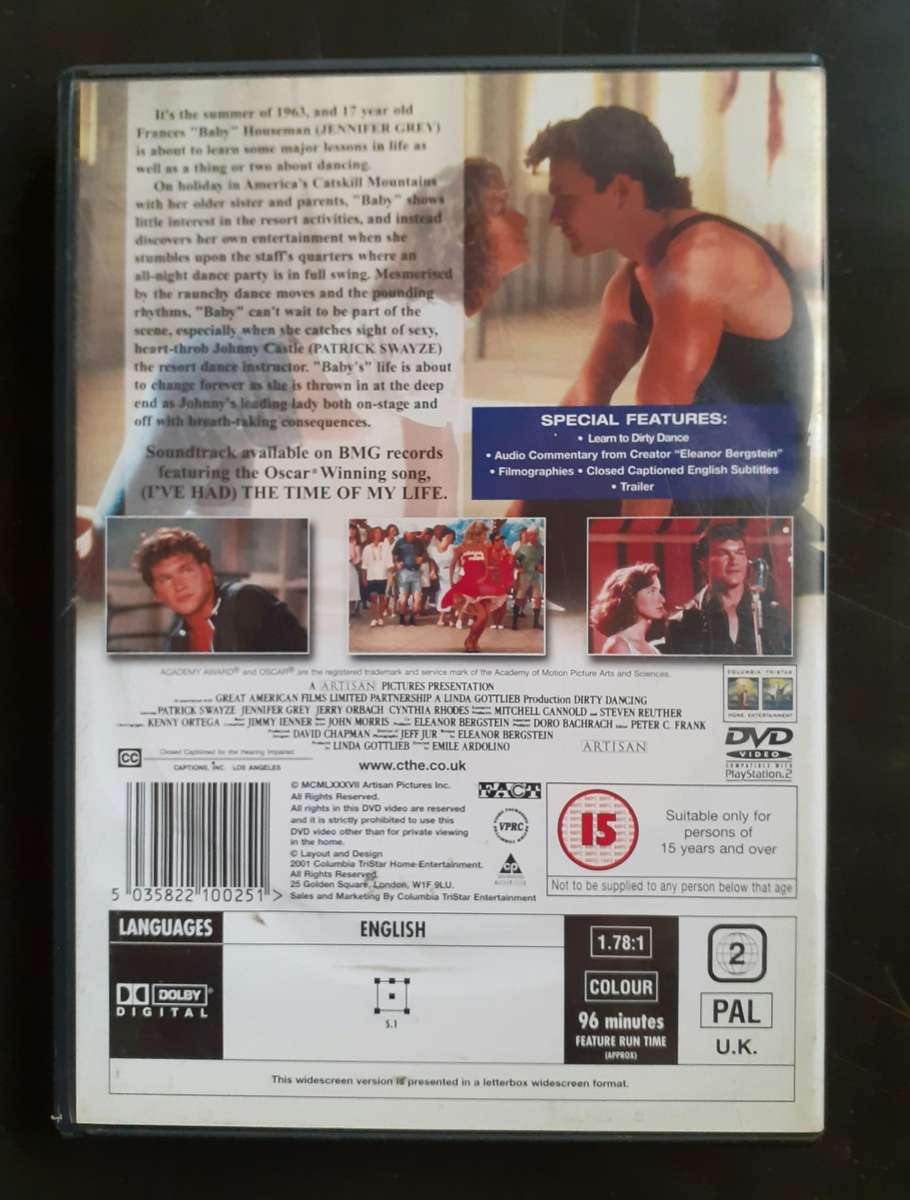 It's the summer of 1963, and 17 year old
Frances "Baby" Houseman (JENNIFER GREY)
is about to learn some major lessons in life as
well as a thing or two about dancing.
On holiday in America's Catskill Mountains
with her older sister and parents, "Baby" shows
little interest in the resort activities, and instead
discovers her own entertainment when she
stumbles upon the staff's quarters where an
all-night dance party is in full swing. Mesmerised
by the raunchy dance moves and the pounding
rhythms, "Baby" can't wait to be part of the
scene, especially when she catches sight of sexy,
heart-throb Johnny Castle (PATRICK SWAYZE)
the resort dance instructor. "Baby's" life is about
to change forever as she is thrown in at the deep
end as Johnny's leading lady both on-stage and
off with breath-taking consequences.
Soundtrack available on BMG records
featuring the Oscar® Winning song,
(I'VE HAD) THE TIME OF MY LIFE.
SPECIAL FEATURES:
• Learn to Dirty Dance
• Audio Commentary from Creator "Eleanor Bergstein"
• Filmographies • Closed Captioned English Subtitles
• Trailer
ACADEMY AWARD® and OSCAR® are the registered trademark and service mark of the Academy of Motion Picture Arts and Sciences.
A ARTISAN PICTURES PRESENTATION
GREAT AMERICAN FILMS LIMITED PARTNERSHIP A LINDA GOTTLIEB Production DIRTY DANCING
PATRICK SWAYZE JENNIFER GREY JERRY ORBACH CYNTHIA RHODES MITCHELL CANNOLD and STEVEN REUTHER
KENNY ORTEGA JIMMY IENNER JOHN MORRIS ELEANOR BERGSTEIN DORO BACHRACH PETER C. FRANK
DAVID CHAPMAN JEFF JUR ELEANOR BERGSTEIN
LINDA GOTTLIEB EMILE ARDOLINO
ARTISAN
COLUMBIA TRISTAR
HOME ENTERTAINMENT
DVD
VIDEO
COMPATIBLE WITH
PlayStation.2
CC
Closed Captioned for the Hearing Impaired
CAPTIONS, INC. LOS ANGELES
www.cthe.co.uk
© MCMLXXXVII Artisan Pictures Inc.
All Rights Reserved.
All rights in this DVD video are reserved
and it is strictly prohibited to use this
DVD video other than for private viewing
in the home.
© Layout and Design
2001 Columbia TriStar Home Entertainment.
All Rights Reserved.
25 Golden Square, London, W1F 9LU.
Sales and Marketing By Columbia TriStar Entertainment
5 035822 100251 >
FACT
VPRC
CP
15
Suitable only for
persons of
15 years and over
Not to be supplied to any person below that age
LANGUAGES
ENGLISH
DOLBY®
DIGITAL
5.1
1.78:1
COLOUR
96 minutes
FEATURE RUN TIME
(APPROX)
2
PAL
U.K.
This widescreen version is presented in a letterbox widescreen format.